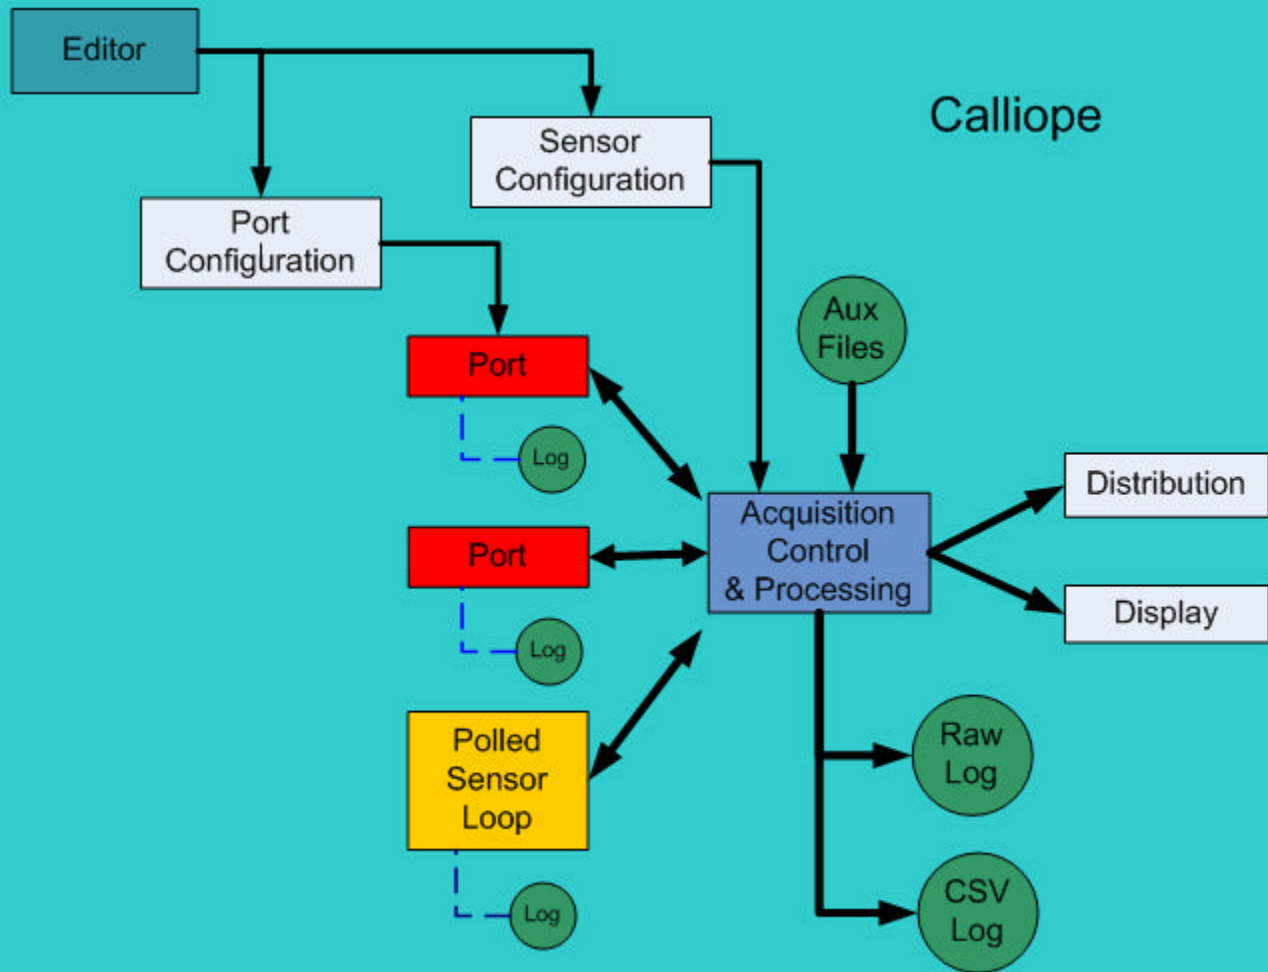 Editor
Calliope
Sensor
Configuration
Port
Configuration
Aux
Files
Port
Log
Distribution
Acquisition
Control
& Processing
Port
Display
Log
Polled
Sensor
Loop
Raw
Log
CSV
Log
Log